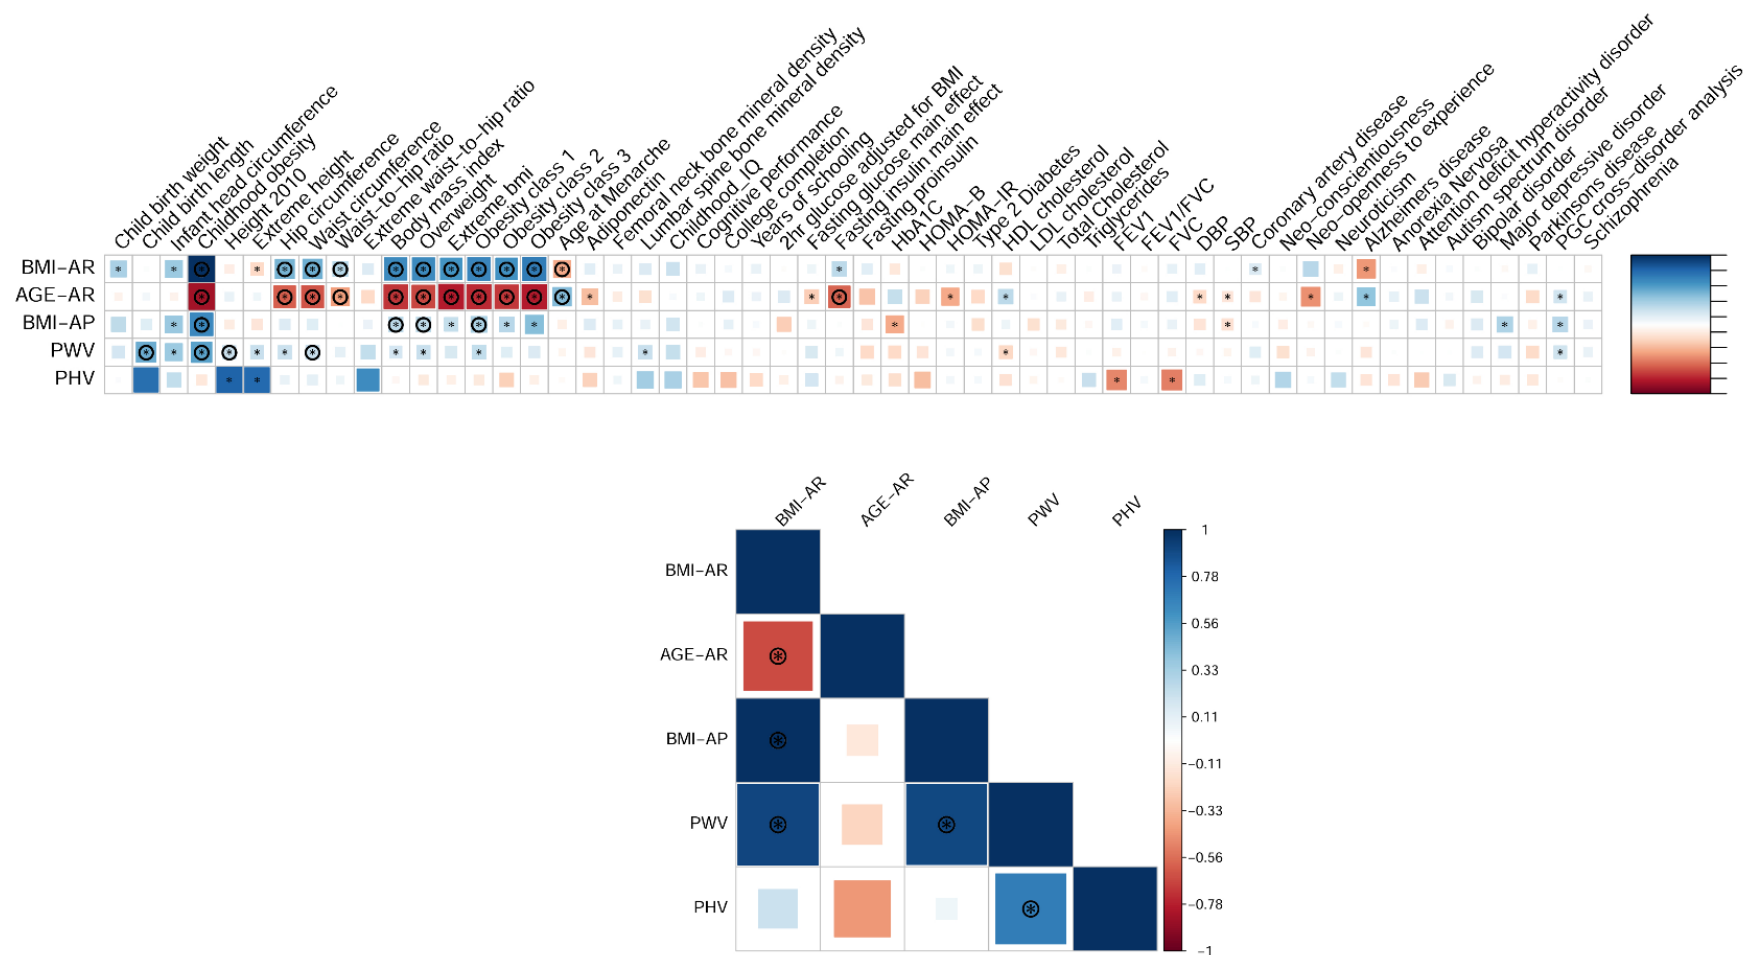 Child birth weight
Child birth length
Infant head circumference
Childhood obesity
Height 2010
Extreme height
Hip circumference
Waist circumference
Waist−to−hip ratio
Extreme waist−to−hip ratio
Body mass index
Overweight
Extreme bmi
Obesity class 1
Obesity class 2
Obesity class 3
Age at Menarche
Adiponectin
Femoral neck bone mineral density
Lumbar spine bone mineral density
Childhood_IQ
Cognitive performance
College completion
Years of schooling
2hr glucose adjusted for BMI
Fasting glucose main effect
Fasting insulin main effect
Fasting proinsulin
HbA1C
HOMA−B
HOMA−IR
Type 2 Diabetes
HDL cholesterol
LDL cholesterol
Total Cholesterol
Triglycerides
FEV1
FEV1/FVC
FVC
DBP
SBP
Coronary artery disease
Neo−conscientiousness
Neo−openness to experience
Neuroticism
Alzheimers disease
Anorexia Nervosa
Attention deficit hyperactivity disorder
Autism spectrum disorder
Bipolar disorder
Major depressive disorder
Parkinsons disease
PGC cross−disorder analysis
Schizophrenia
BMI−AR
AGE−AR
BMI−AP
PWV
PHV
BMI−AR
AGE−AR
BMI−AP
PWV
PHV
BMI−AR
AGE−AR
BMI−AP
PWV
PHV
1
0.78
0.56
0.33
0.11
−0.11
−0.33
−0.56
−0.78
−1